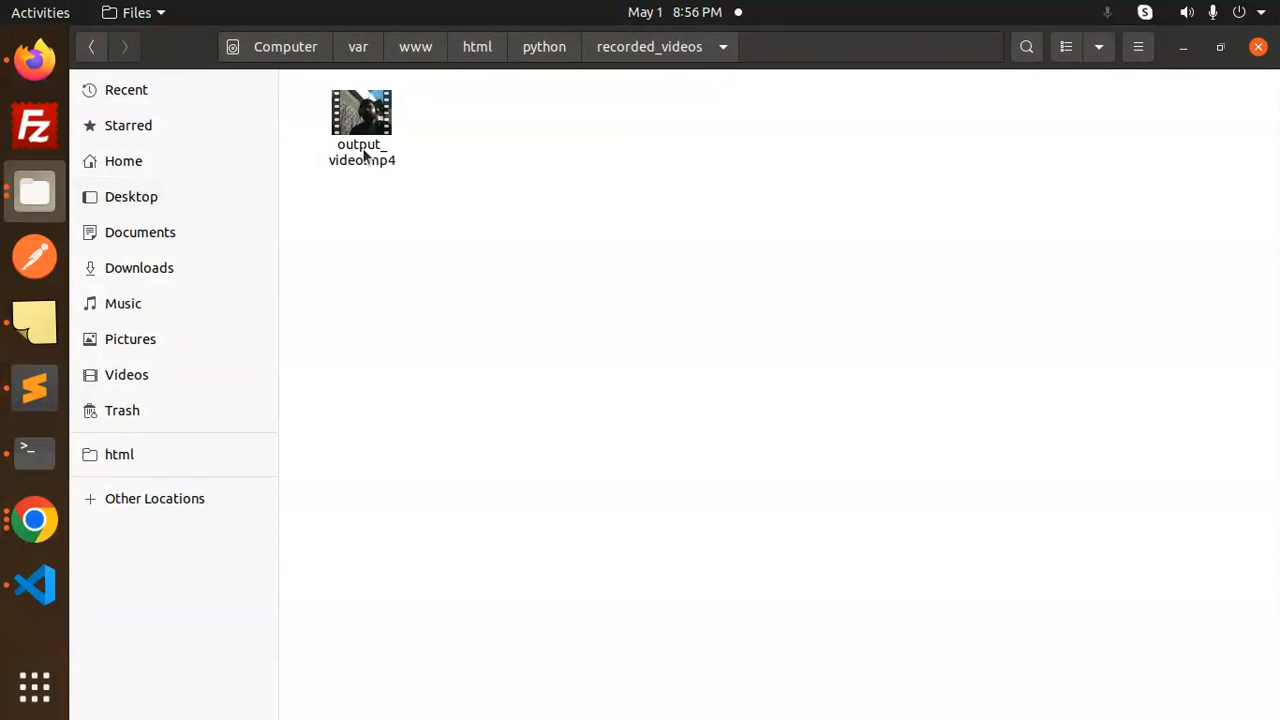 Activities
Files
May 1 8:56 PM
Computer
var
www
html
python
recorded_videos
output_
video.mp4
Recent
Starred
Home
Desktop
Documents
Downloads
Music
Pictures
Videos
Trash
html
+ Other Locations